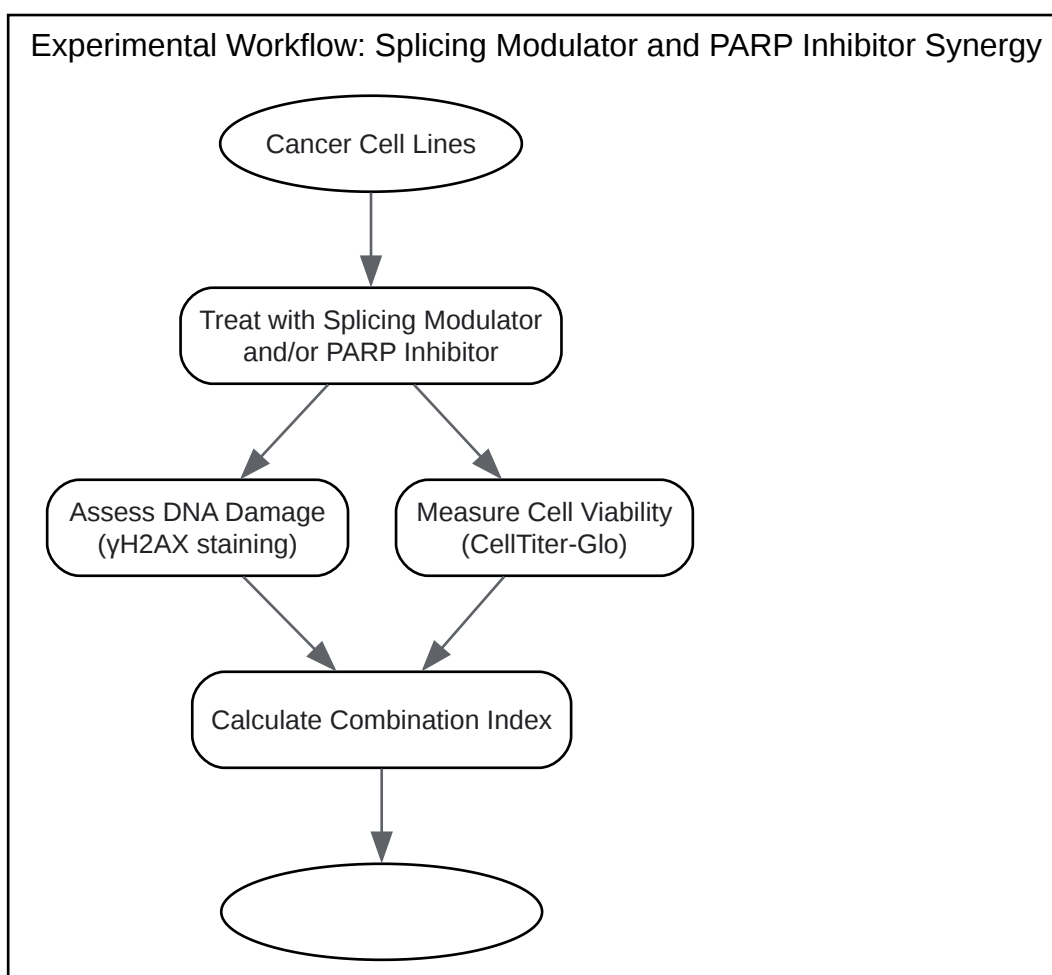 Experimental Workflow: Splicing Modulator and PARP Inhibitor Synergy
Cancer Cell Lines
Treat with Splicing Modulator
and/or PARP Inhibitor
Assess DNA Damage
(γH2AX staining)
Measure Cell Viability
(CellTiter-Glo)
Calculate Combination Index